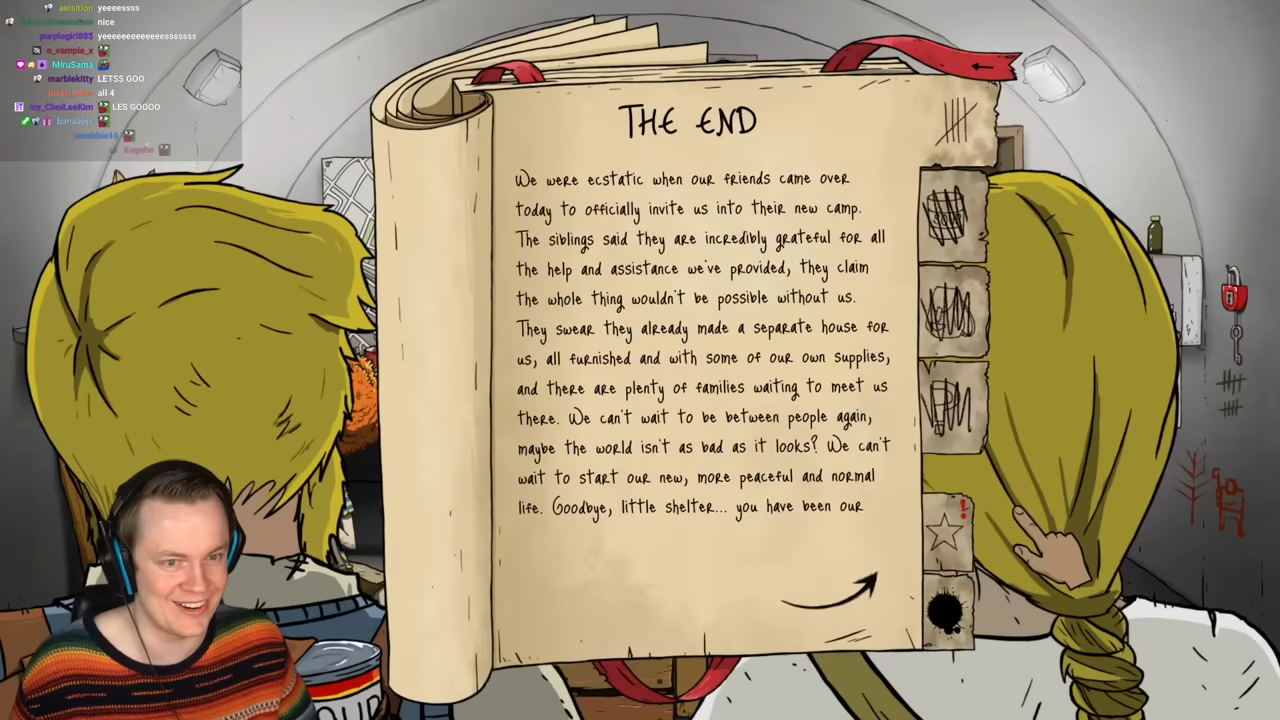 aelsirion yeeeessss
nice
purplegirl885 yeeeeeeeeeeeesssssss
o_vampie_x
MiruSama
marblekitty LETSS GOO
all 4
Icy_ChoiLeeKim LES GOOOO
banaapje
THE END
We were ecstatic when our friends came over
today to officially invite us into their new camp.
The siblings said they are incredibly grateful for all
the help and assistance we've provided, they claim
the whole thing wouldn't be possible without us.
They swear they already made a separate house for
us, all furnished and with some of our own supplies,
and there are plenty of families waiting to meet us
there. We can't wait to be between people again,
maybe the world isn't as bad as it looks? We can't
wait to start our new, more peaceful and normal
life. Goodbye, little shelter... you have been our